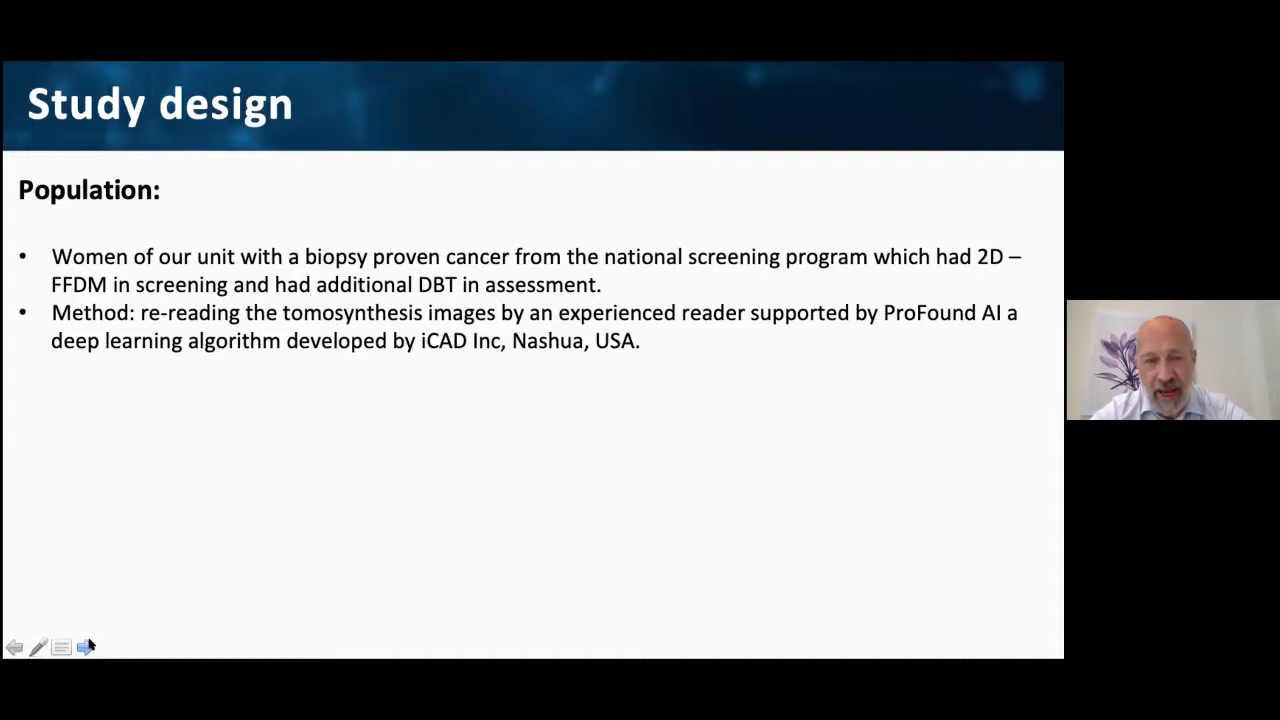 Study design
Population:
• Women of our unit with a biopsy proven cancer from the national screening program which had 2D –
FFDM in screening and had additional DBT in assessment.
• Method: re-reading the tomosynthesis images by an experienced reader supported by ProFound AI a
deep learning algorithm developed by iCAD Inc, Nashua, USA.